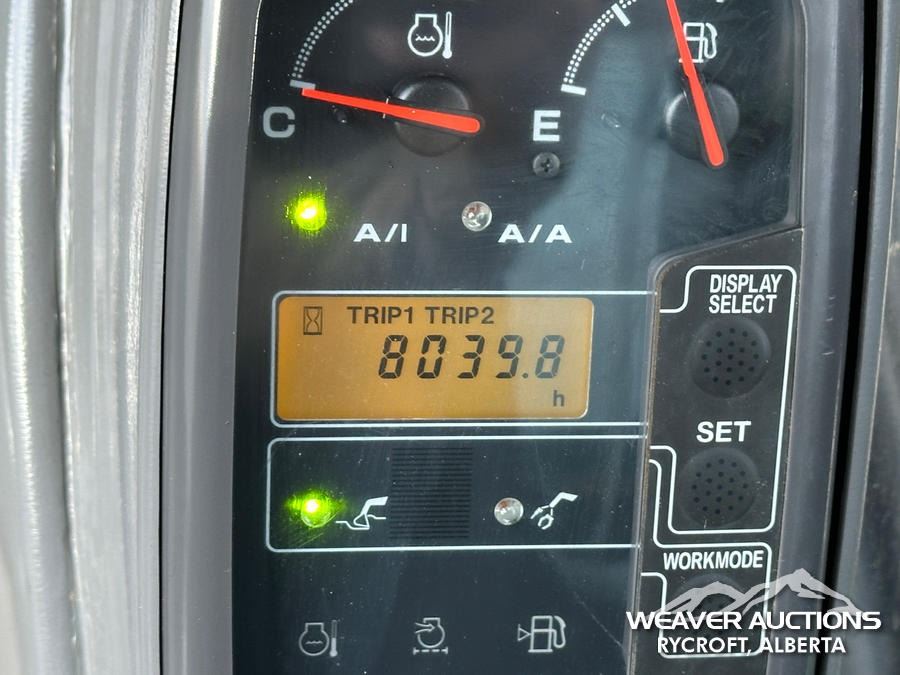 C
E
A/I
A/A
TRIP1 TRIP2
8039.8
h
DISPLAY
SELECT
SET
WORKMODE
WEAVER AUCTIONS
RYCROFT, ALBERTA